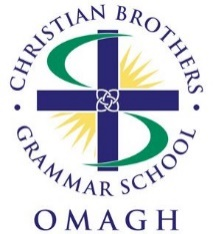 • CHRISTIAN BROTHERS •
GRAMMAR SCHOOL
OMAGH